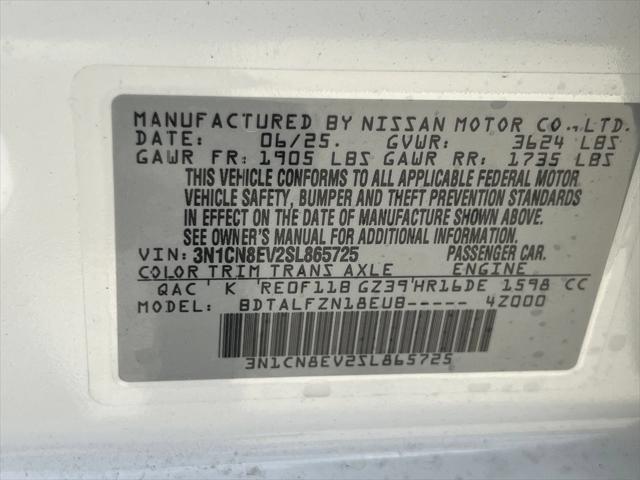 MANUFACTURED BY NISSAN MOTOR CO., LTD.
DATE: 06/25. GVWR: 3624 LBS
GAWR FR: 1905 LBS GAWR RR: 1735 LBS
THIS VEHICLE CONFORMS TO ALL APPLICABLE FEDERAL MOTOR
VEHICLE SAFETY, BUMPER AND THEFT PREVENTION STANDARDS
IN EFFECT ON THE DATE OF MANUFACTURE SHOWN ABOVE.
SEE OWNER'S MANUAL FOR ADDITIONAL INFORMATION.
VIN: 3N1CN8EV2SL865725 PASSENGER CAR.
COLOR TRIM TRANS AXLE ENGINE
QAC K RE0F11B GZ39 HR16DE 1598 CC
MODEL: BDTALFZN18EUB----- 4Z000
3N1CN8EV2SL865725